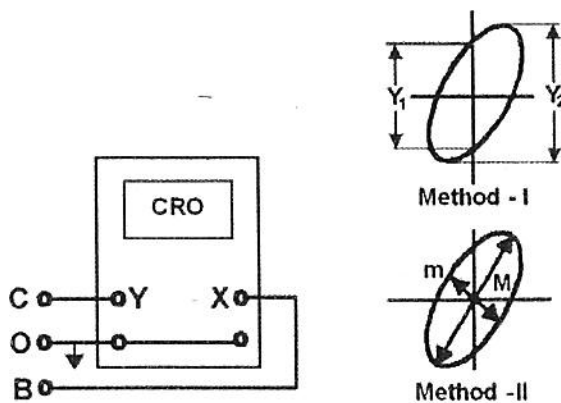 Y₁
Y₂
Method - I
CRO
C Y X
O
B
m M
Method -II